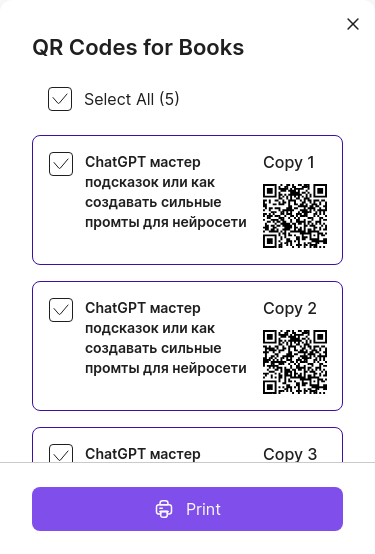 QR Codes for Books
Select All (5)
ChatGPT мастер
подсказок или как
создавать сильные
промты для нейросети
Copy 1
ChatGPT мастер
подсказок или как
создавать сильные
промты для нейросети
Copy 2
ChatGPT мастер
Copy 3
Print